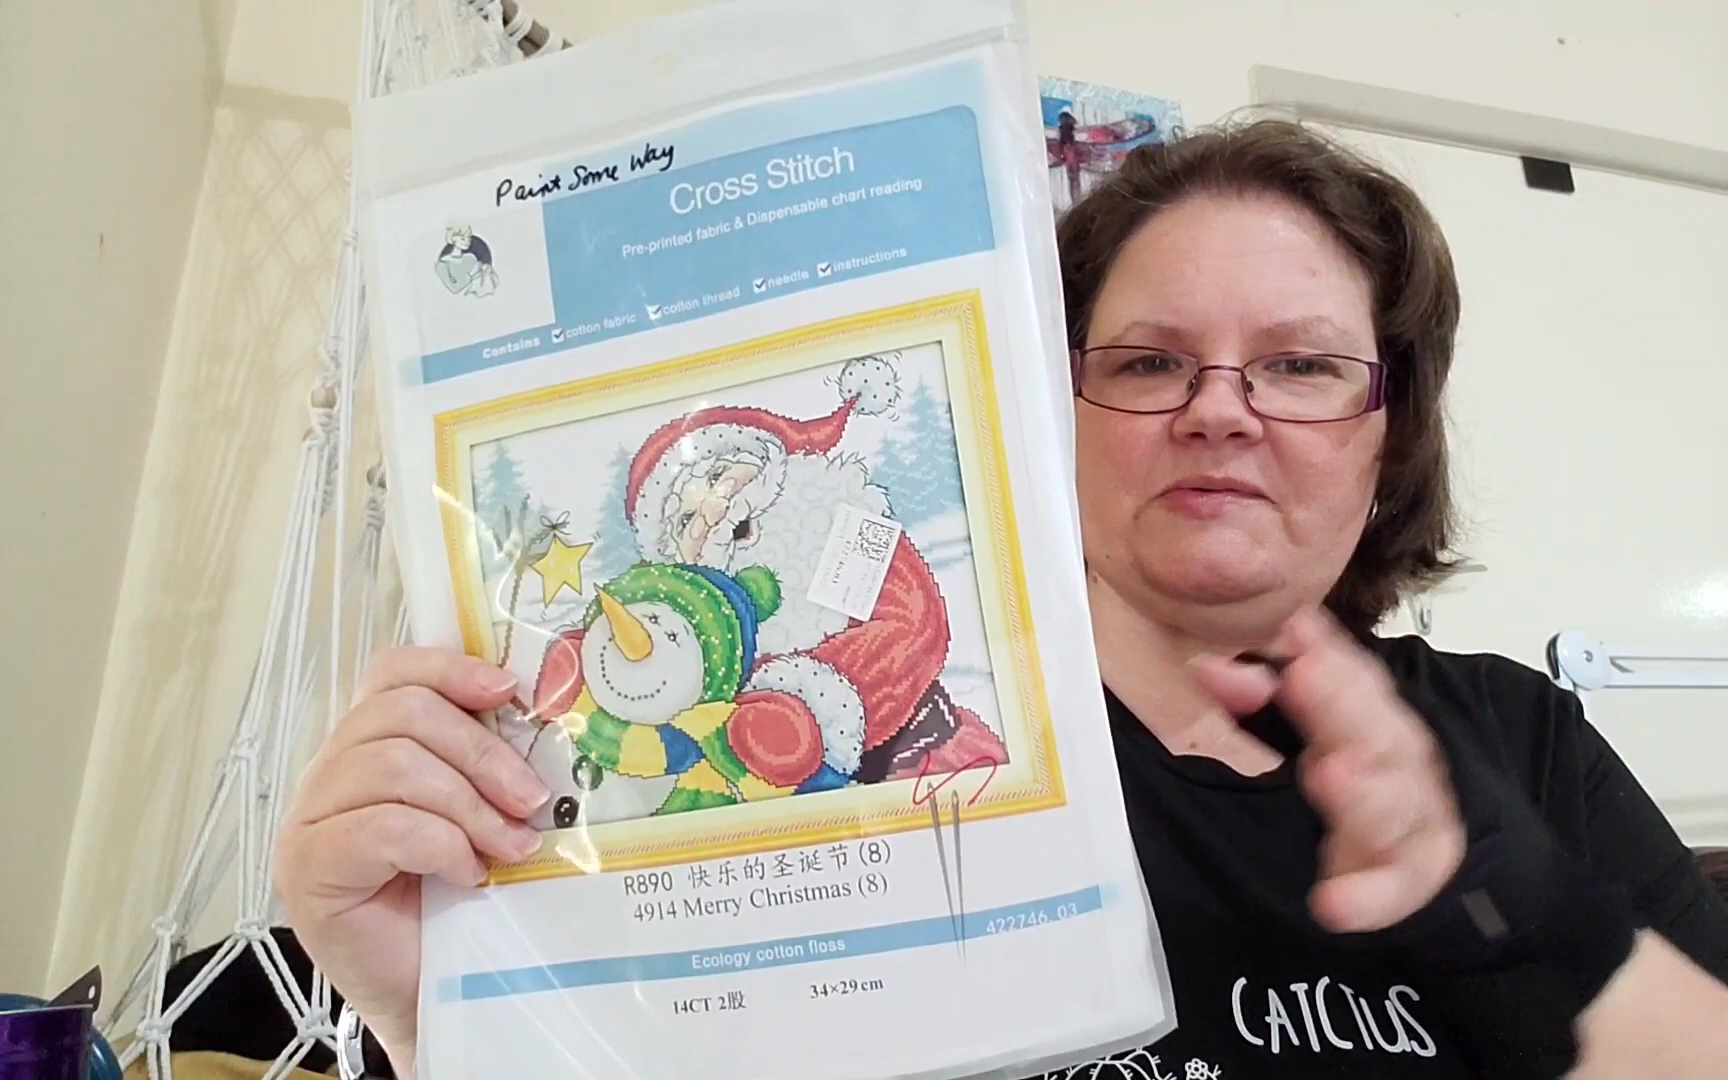 Paint Some Way
Cross Stitch
Pre-printed fabric & Dispensable chart reading
Contains cotton fabric cotton thread needle instructions
R890 快乐的圣诞节 (8)
4914 Merry Christmas (8)
422746_03
Ecology cotton floss
14CT 2股 34×29cm
CATCTUS